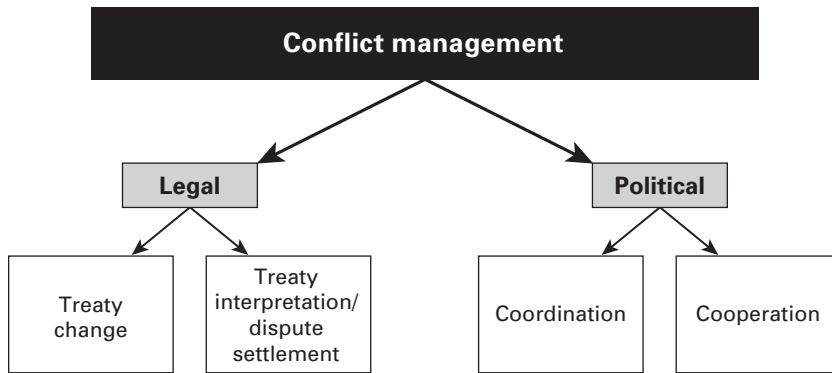 Conflict management
Legal
Political
Treaty
change
Treaty
interpretation/
dispute
settlement
Coordination
Cooperation